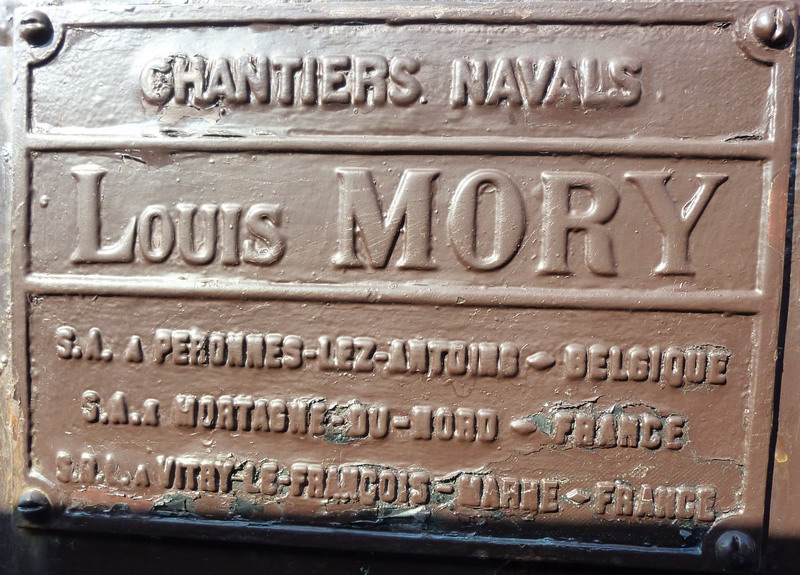 CHANTIERS NAVALS
LOUIS MORY
S.A. A PERONNES-LEZ-ANTOING - BELGIQUE
S.A. A MORTAGNE-DU-NORD - FRANCE
S.A.L. A VITRY-LE-FRANCOIS - MARNE - FRANCE